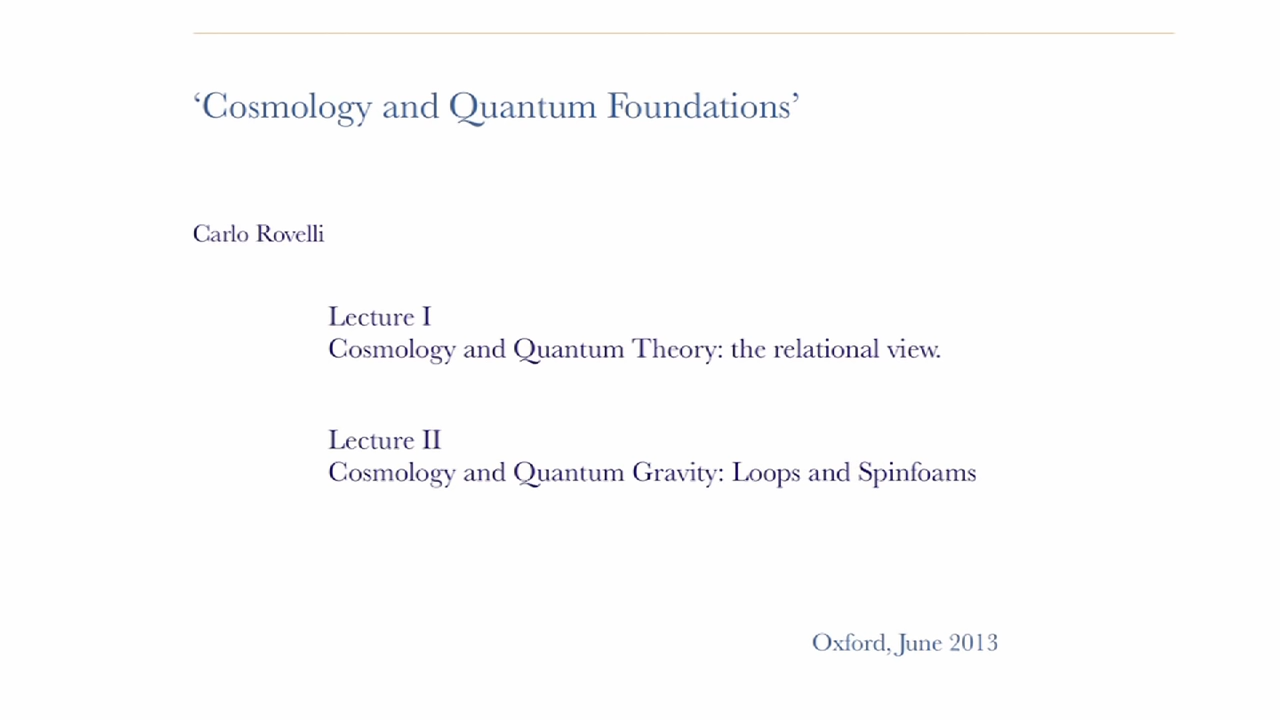 ‘Cosmology and Quantum Foundations’
Carlo Rovelli
Lecture I
Cosmology and Quantum Theory: the relational view.
Lecture II
Cosmology and Quantum Gravity: Loops and Spinfoams
Oxford, June 2013